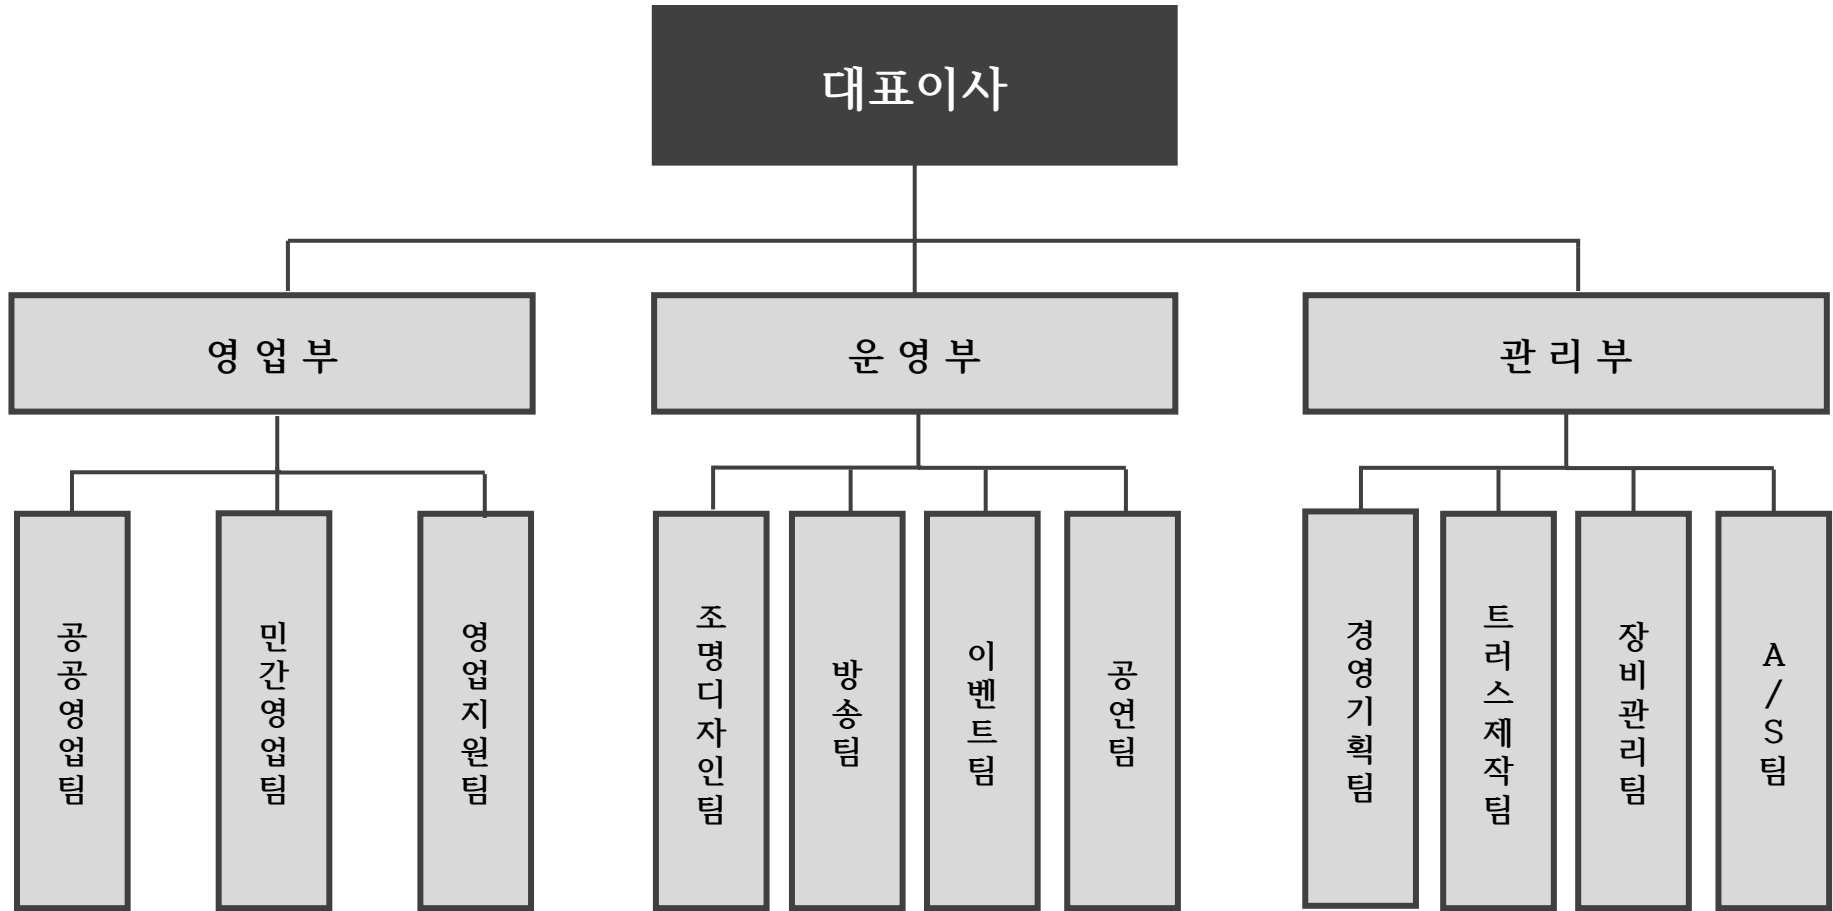 대표이사
영 업 부
운 영 부
관 리 부
공공영업팀
민간영업팀
영업지원팀
조명디자인팀
방송팀
이벤트팀
공연팀
경영기획팀
트러스제작팀
장비관리팀
A/S팀